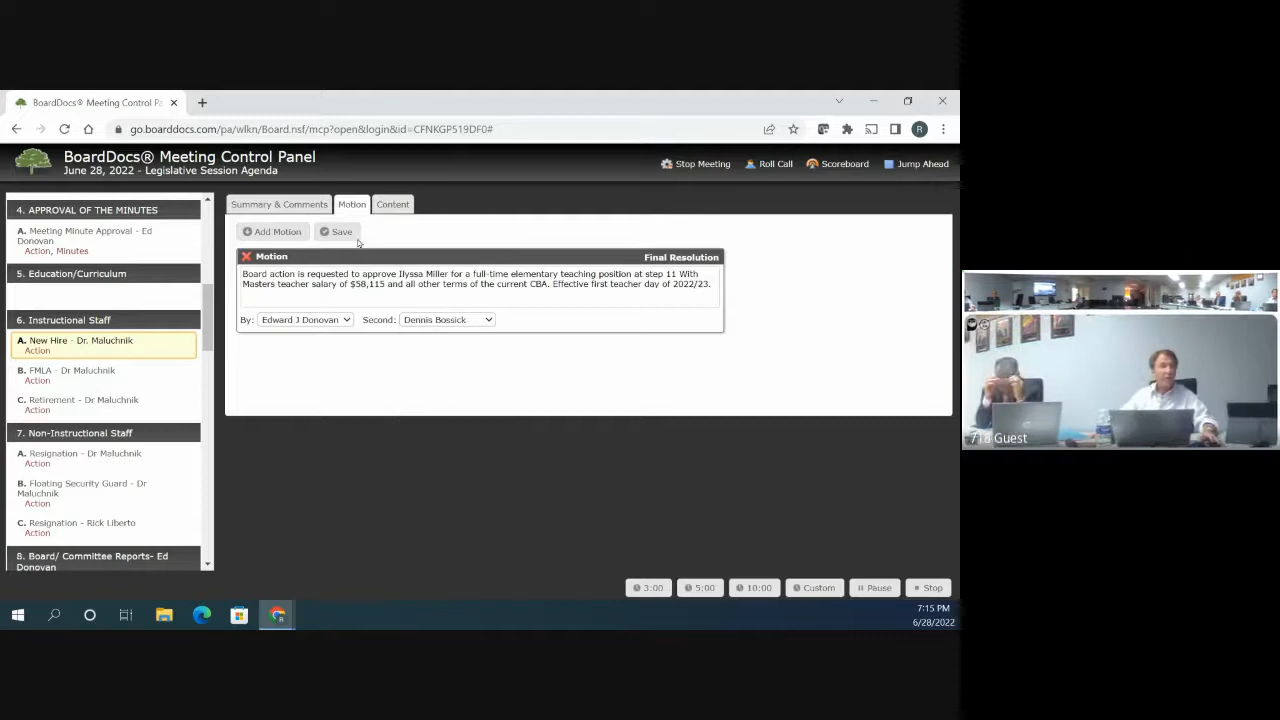 BoardDocs® Meeting Control Pa
go.boarddocs.com/pa/wlkn/Board.nsf/mcp?open&login&id=CFNKGP519DF0#
R
BoardDocs® Meeting Control Panel
June 28, 2022 - Legislative Session Agenda
Stop Meeting
Roll Call
Scoreboard
Jump Ahead
4. APPROVAL OF THE MINUTES
A. Meeting Minute Approval - Ed
Donovan
Action, Minutes
5. Education/Curriculum
6. Instructional Staff
A. New Hire - Dr. Maluchnik
Action
B. FMLA - Dr Maluchnik
Action
C. Retirement - Dr Maluchnik
Action
7. Non-Instructional Staff
A. Resignation - Dr Maluchnik
Action
B. Floating Security Guard - Dr
Maluchnik
Action
C. Resignation - Rick Liberto
Action
8. Board/ Committee Reports- Ed
Donovan
Summary & Comments
Motion
Content
Add Motion
Save
Motion
Final Resolution
Board action is requested to approve Ilyssa Miller for a full-time elementary teaching position at step 11 With
Masters teacher salary of $58,115 and all other terms of the current CBA. Effective first teacher day of 2022/23.
By: Edward J Donovan Second: Dennis Bossick
3:00
5:00
10:00
Custom
Pause
Stop
7:15 PM
6/28/2022
718 Guest